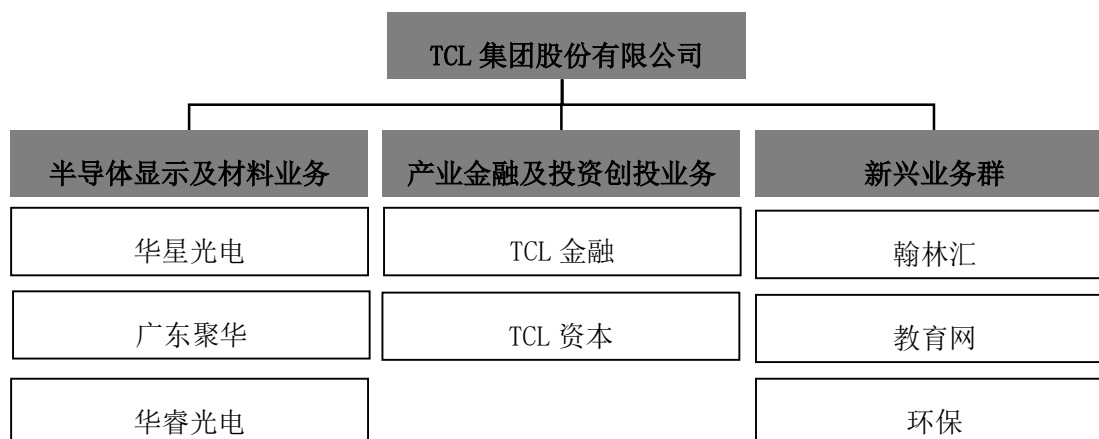 TCL 集团股份有限公司
半导体显示及材料业务
产业金融及投资创投业务
新兴业务群
华星光电
TCL 金融
翰林汇
广东聚华
TCL 资本
教育网
华睿光电
环保